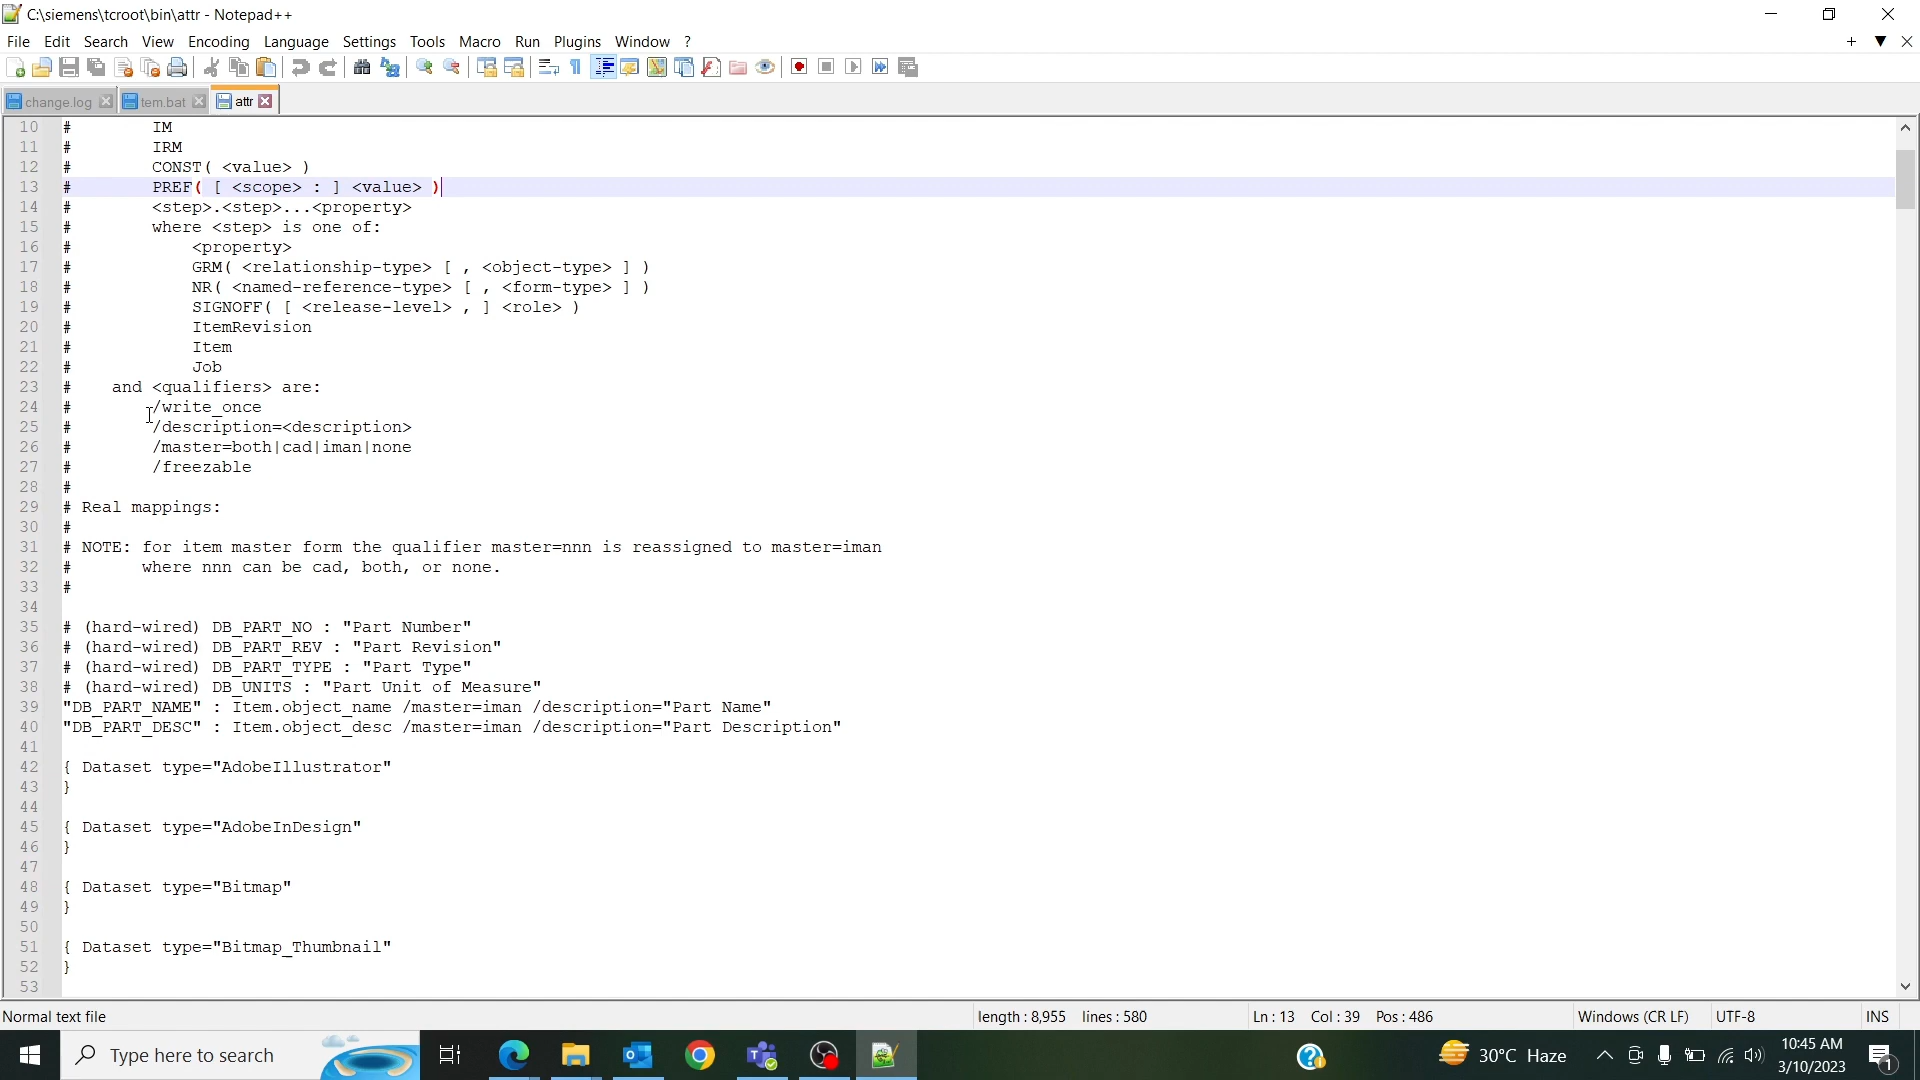 C:\siemens\tcroot\bin\attr - Notepad++
File Edit Search View Encoding Language Settings Tools Macro Run Plugins Window ?
change.log tem.bat attr
10 # IM
11 # IRM
12 # CONST( <value> )
13 # PREF( [ <scope> : ] <value> )
14 # <step>.<step>...<property>
15 # where <step> is one of:
16 # <property>
17 # GRM( <relationship-type> [ , <object-type> ] )
18 # NR( <named-reference-type> [ , <form-type> ] )
19 # SIGNOFF( [ <release-level> , ] <role> )
20 # ItemRevision
21 # Item
22 # Job
23 # and <qualifiers> are:
24 # /write_once
25 # /description=<description>
26 # /master=both|cad|iman|none
27 # /freezable
28 #
29 # Real mappings:
30 #
31 # NOTE: for item master form the qualifier master=nnn is reassigned to master=iman
32 # where nnn can be cad, both, or none.
33 #
34
35 # (hard-wired) DB_PART_NO : "Part Number"
36 # (hard-wired) DB_PART_REV : "Part Revision"
37 # (hard-wired) DB_PART_TYPE : "Part Type"
38 # (hard-wired) DB_UNITS : "Part Unit of Measure"
39 "DB_PART_NAME" : Item.object_name /master=iman /description="Part Name"
40 "DB_PART_DESC" : Item.object_desc /master=iman /description="Part Description"
41
42 { Dataset type="AdobeIllustrator"
43 }
44
45 { Dataset type="AdobeInDesign"
46 }
47
48 { Dataset type="Bitmap"
49 }
50
51 { Dataset type="Bitmap_Thumbnail"
52 }
53
Normal text file length : 8,955 lines : 580 Ln : 13 Col : 39 Pos : 486 Windows (CR LF) UTF-8 INS
Type here to search 30°C Haze 10:45 AM
3/10/2023 1